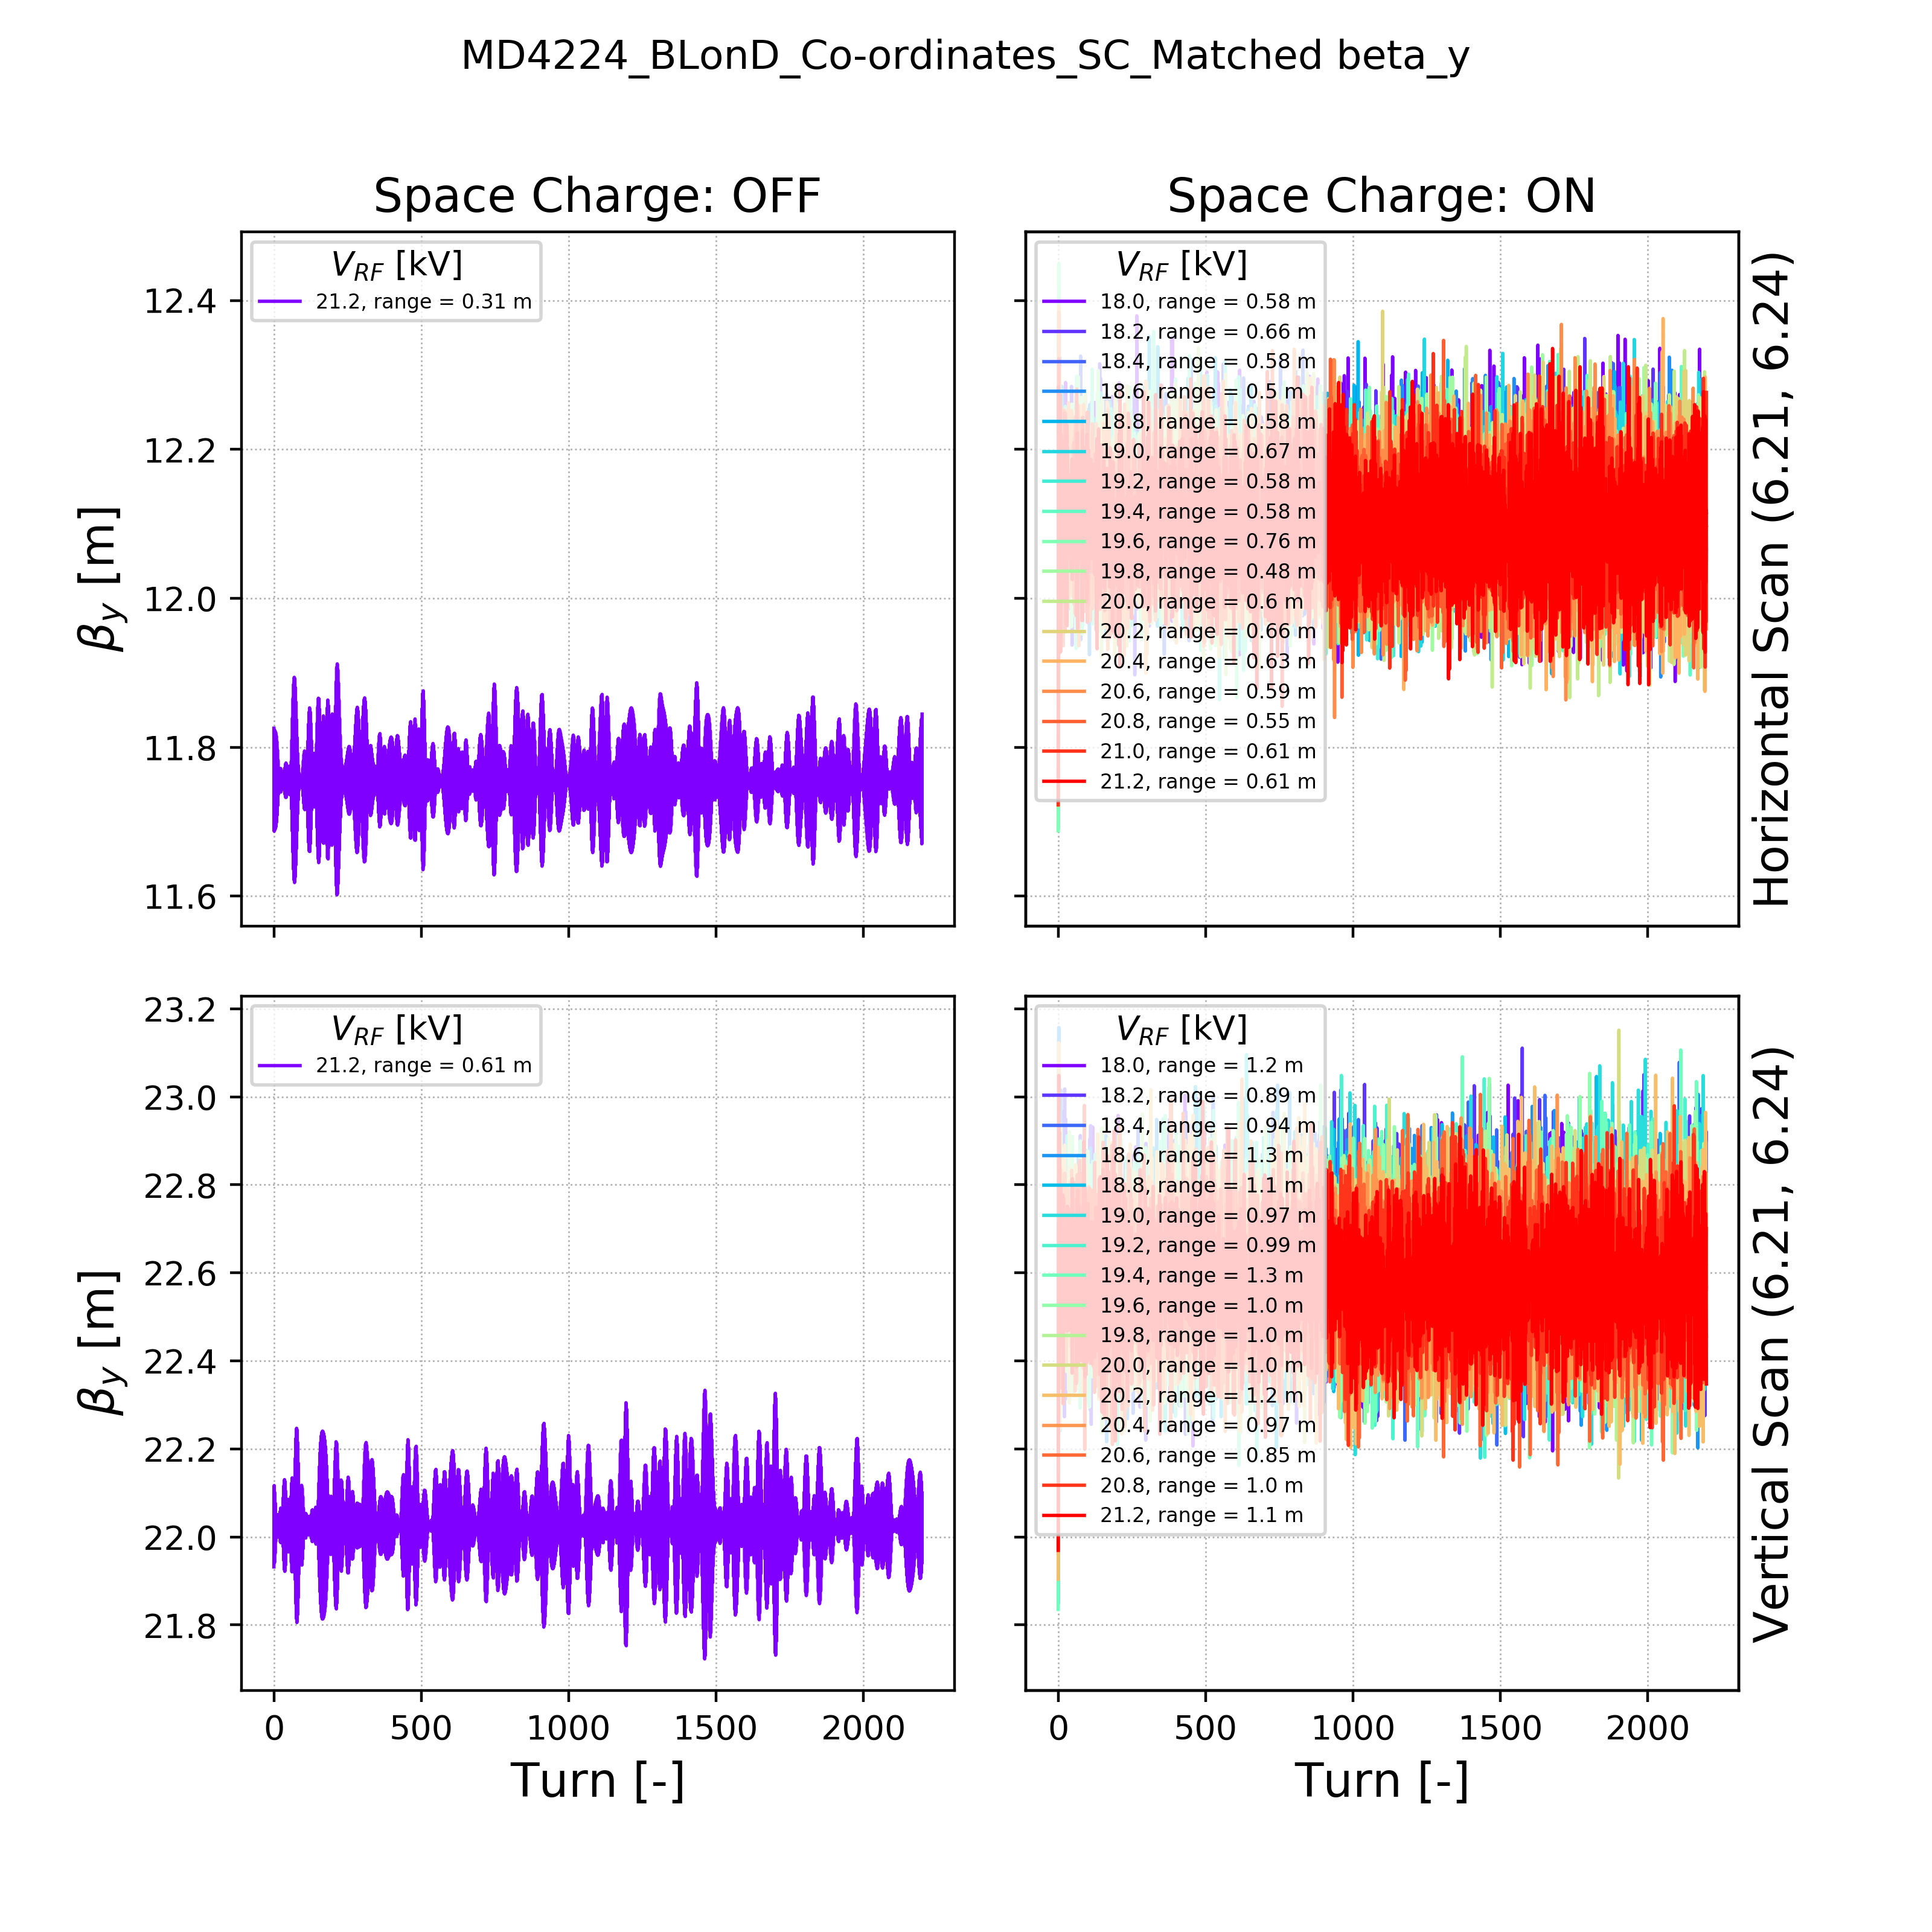 MD4224_BLonD_Co-ordinates_SC_Matched beta_y
Space Charge: OFF
Space Charge: ON
V_RF [kV]
21.2, range = 0.31 m
V_RF [kV]
18.0, range = 0.58 m
18.2, range = 0.66 m
18.4, range = 0.58 m
18.6, range = 0.5 m
18.8, range = 0.58 m
19.0, range = 0.67 m
19.2, range = 0.58 m
19.4, range = 0.58 m
19.6, range = 0.76 m
19.8, range = 0.48 m
20.0, range = 0.6 m
20.2, range = 0.66 m
20.4, range = 0.63 m
20.6, range = 0.59 m
20.8, range = 0.55 m
21.0, range = 0.61 m
21.2, range = 0.61 m
12.4
12.2
12.0
11.8
11.6
β_y [m]
Horizontal Scan (6.21, 6.24)
V_RF [kV]
21.2, range = 0.61 m
V_RF [kV]
18.0, range = 1.2 m
18.2, range = 0.89 m
18.4, range = 0.94 m
18.6, range = 1.3 m
18.8, range = 1.1 m
19.0, range = 0.97 m
19.2, range = 0.99 m
19.4, range = 1.3 m
19.6, range = 1.0 m
19.8, range = 1.0 m
20.0, range = 1.0 m
20.2, range = 1.2 m
20.4, range = 0.97 m
20.6, range = 0.85 m
20.8, range = 1.0 m
21.2, range = 1.1 m
23.2
23.0
22.8
22.6
22.4
22.2
22.0
21.8
β_y [m]
Vertical Scan (6.21, 6.24)
0 500 1000 1500 2000
0 500 1000 1500 2000
Turn [-]
Turn [-]